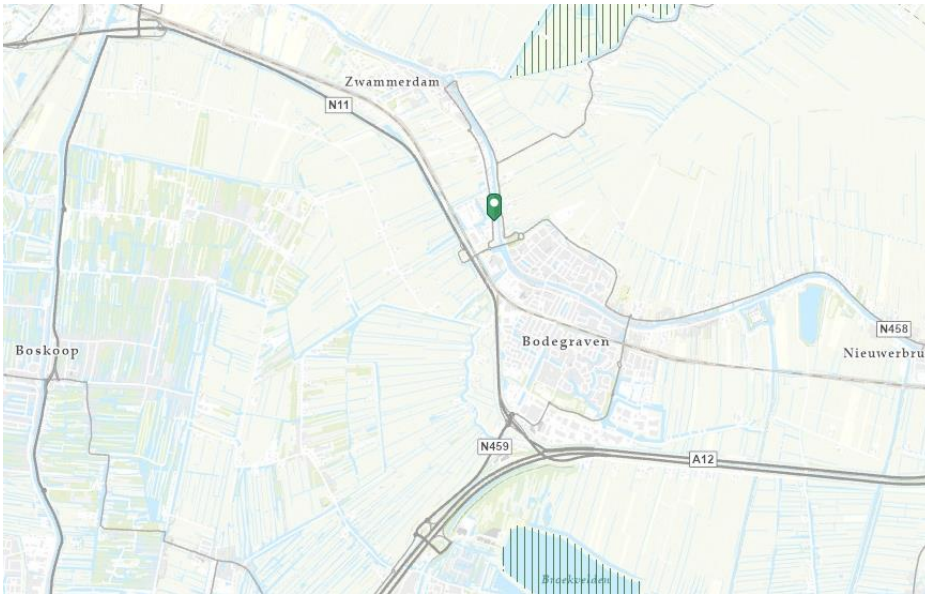 Zwammerdam
N11
N458
Boskoop
Bodegraven
Nieuwerbru
N459
A12
Broekvelden